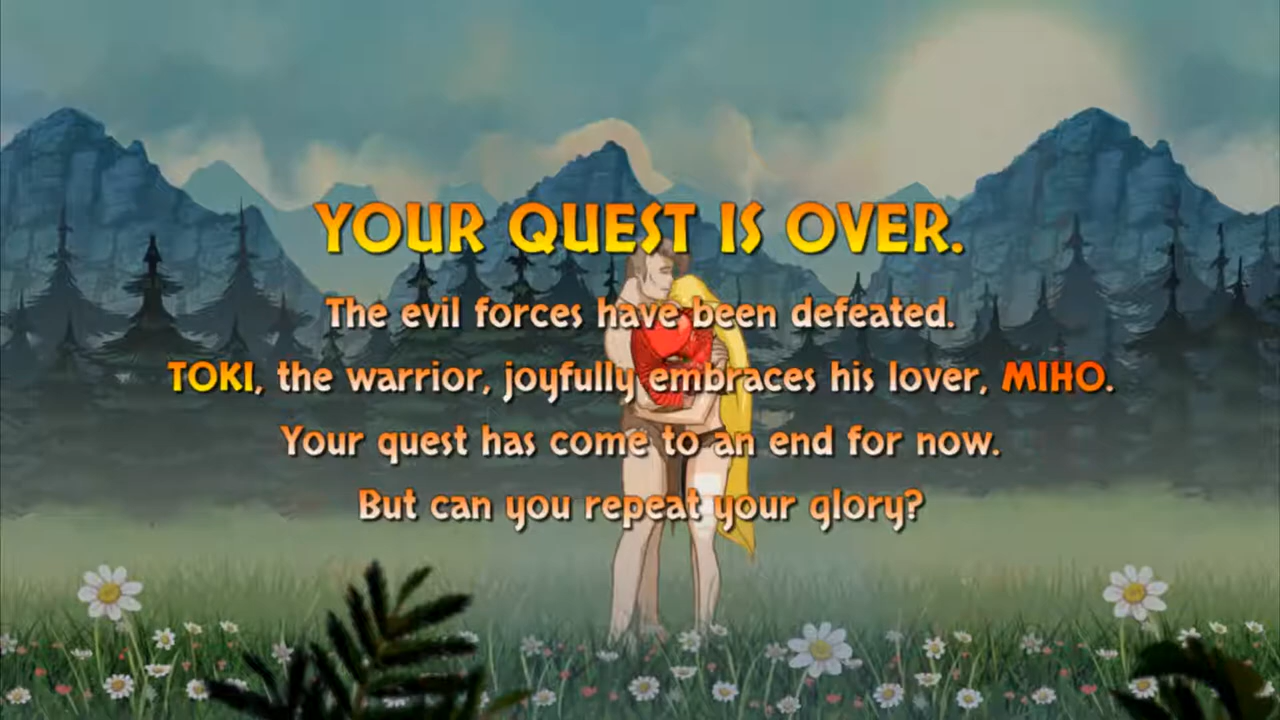 YOUR QUEST IS OVER.
The evil forces have been defeated.
TOKI, the warrior, joyfully embraces his lover, MIHO.
Your quest has come to an end for now.
But can you repeat your glory?